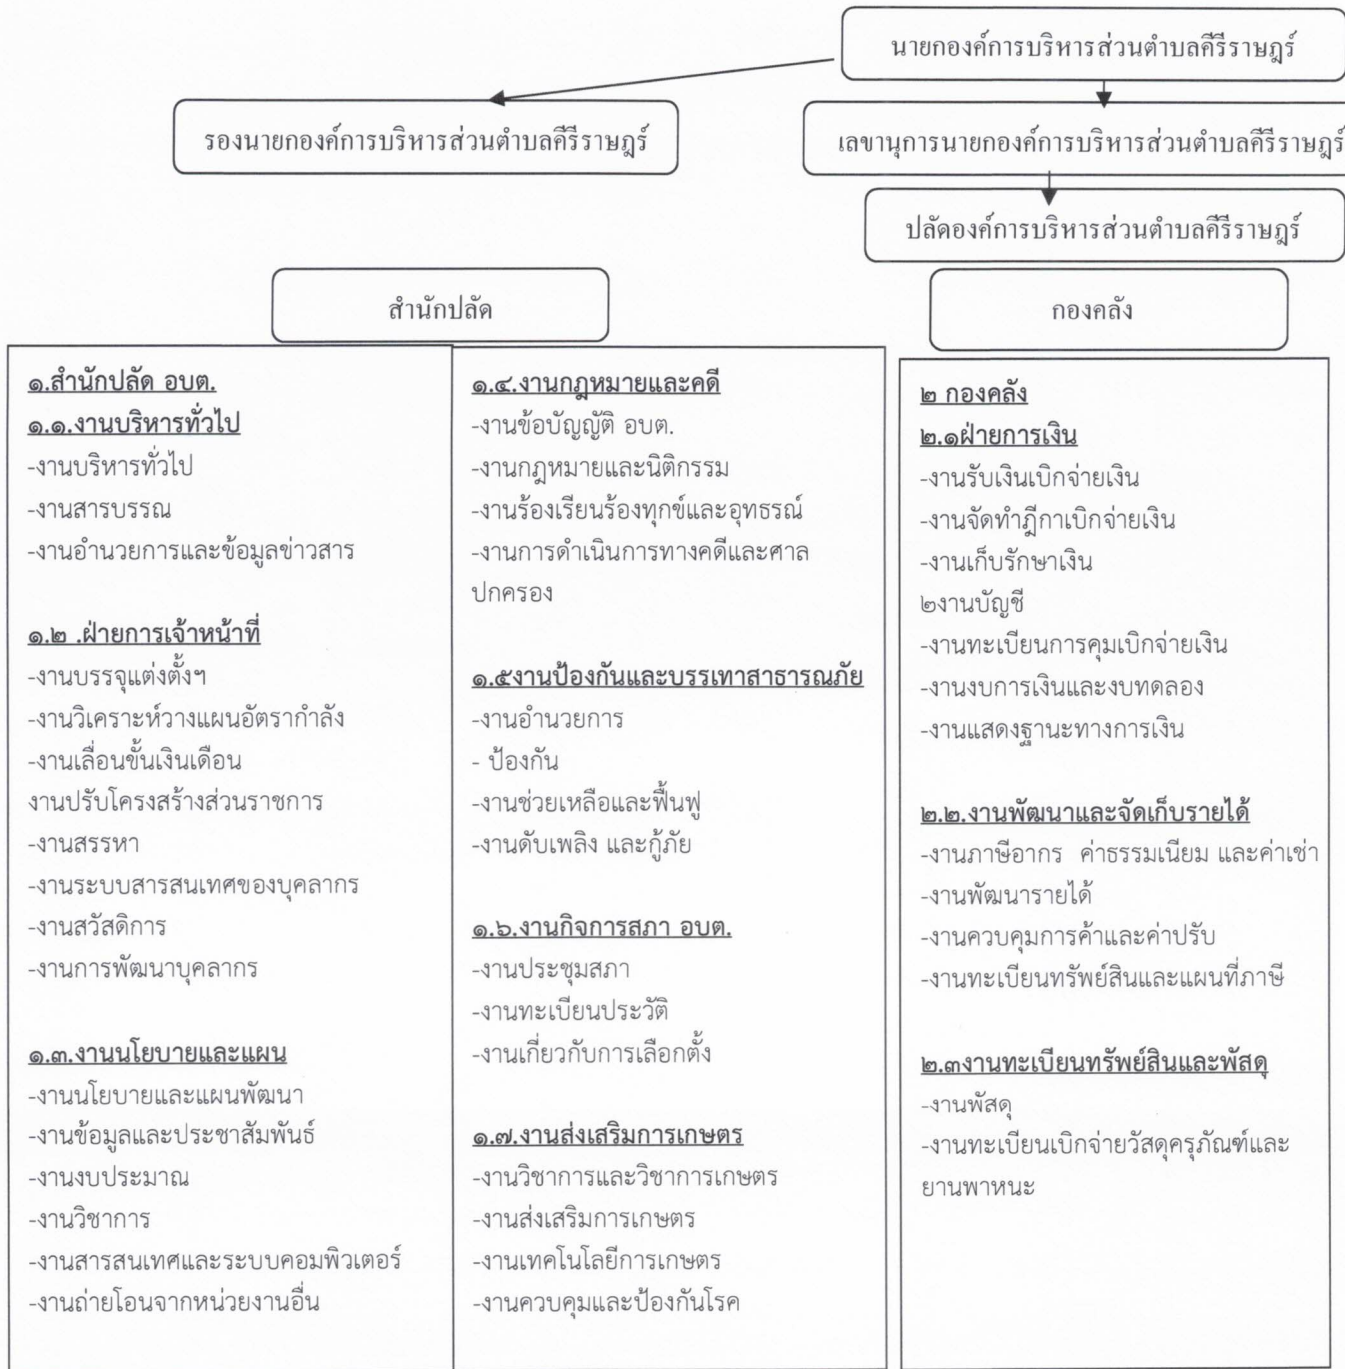 นายกองค์การบริหารส่วนตำบลคีรีราษฎร์
รองนายกองค์การบริหารส่วนตำบลคีรีราษฎร์
เลขานุการนายกองค์การบริหารส่วนตำบลคีรีราษฎร์
ปลัดองค์การบริหารส่วนตำบลคีรีราษฎร์
สำนักปลัด
กองคลัง
๑.สำนักปลัด อบต.
๑.๑.งานบริหารทั่วไป
-งานบริหารทั่วไป
-งานสารบรรณ
-งานอำนวยการและข้อมูลข่าวสาร
๑.๒ .ฝ่ายการเจ้าหน้าที่
-งานบรรจุแต่งตั้งฯ
-งานวิเคราะห์วางแผนอัตรากำลัง
-งานเลื่อนขั้นเงินเดือน
งานปรับโครงสร้างส่วนราชการ
-งานสรรหา
-งานระบบสารสนเทศของบุคลากร
-งานสวัสดิการ
-งานการพัฒนาบุคลากร
๑.๓.งานนโยบายและแผน
-งานนโยบายและแผนพัฒนา
-งานข้อมูลและประชาสัมพันธ์
-งานงบประมาณ
-งานวิชาการ
-งานสารสนเทศและระบบคอมพิวเตอร์
-งานถ่ายโอนจากหน่วยงานอื่น
๑.๔.งานกฎหมายและคดี
-งานข้อบัญญัติ อบต.
-งานกฎหมายและนิติกรรม
-งานร้องเรียนร้องทุกข์และอุทธรณ์
-งานการดำเนินการทางคดีและศาล
ปกครอง
๑.๕งานป้องกันและบรรเทาสาธารณภัย
-งานอำนวยการ
- ป้องกัน
-งานช่วยเหลือและฟื้นฟู
-งานดับเพลิง และกู้ภัย
๑.๖.งานกิจการสภา อบต.
-งานประชุมสภา
-งานทะเบียนประวัติ
-งานเกี่ยวกับการเลือกตั้ง
๑.๗.งานส่งเสริมการเกษตร
-งานวิชาการและวิชาการเกษตร
-งานส่งเสริมการเกษตร
-งานเทคโนโลยีการเกษตร
-งานควบคุมและป้องกันโรค
๒ กองคลัง
๒.๑ฝ่ายการเงิน
-งานรับเงินเบิกจ่ายเงิน
-งานจัดทำฎีกาเบิกจ่ายเงิน
-งานเก็บรักษาเงิน
๒งานบัญชี
-งานทะเบียนการคุมเบิกจ่ายเงิน
-งานงบการเงินและงบทดลอง
-งานแสดงฐานะทางการเงิน
๒.๒.งานพัฒนาและจัดเก็บรายได้
-งานภาษีอากร ค่าธรรมเนียม และค่าเช่า
-งานพัฒนารายได้
-งานควบคุมการค้าและค่าปรับ
-งานทะเบียนทรัพย์สินและแผนที่ภาษี
๒.๓งานทะเบียนทรัพย์สินและพัสดุ
-งานพัสดุ
-งานทะเบียนเบิกจ่ายวัสดุครุภัณฑ์และ
ยานพาหนะ